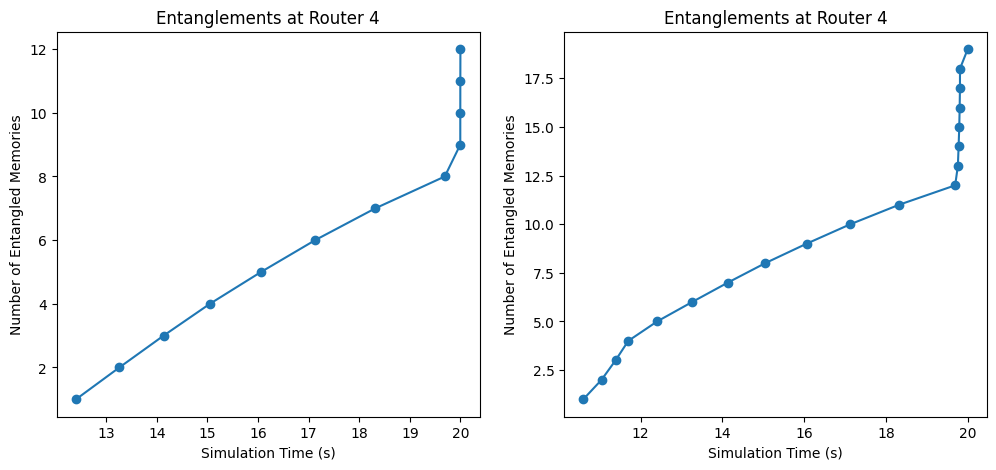 Entanglements at Router 4
Number of Entangled Memories
12
10
8
6
4
2
13 14 15 16 17 18 19 20
Simulation Time (s)
Entanglements at Router 4
Number of Entangled Memories
17.5
15.0
12.5
10.0
7.5
5.0
2.5
12 14 16 18 20
Simulation Time (s)